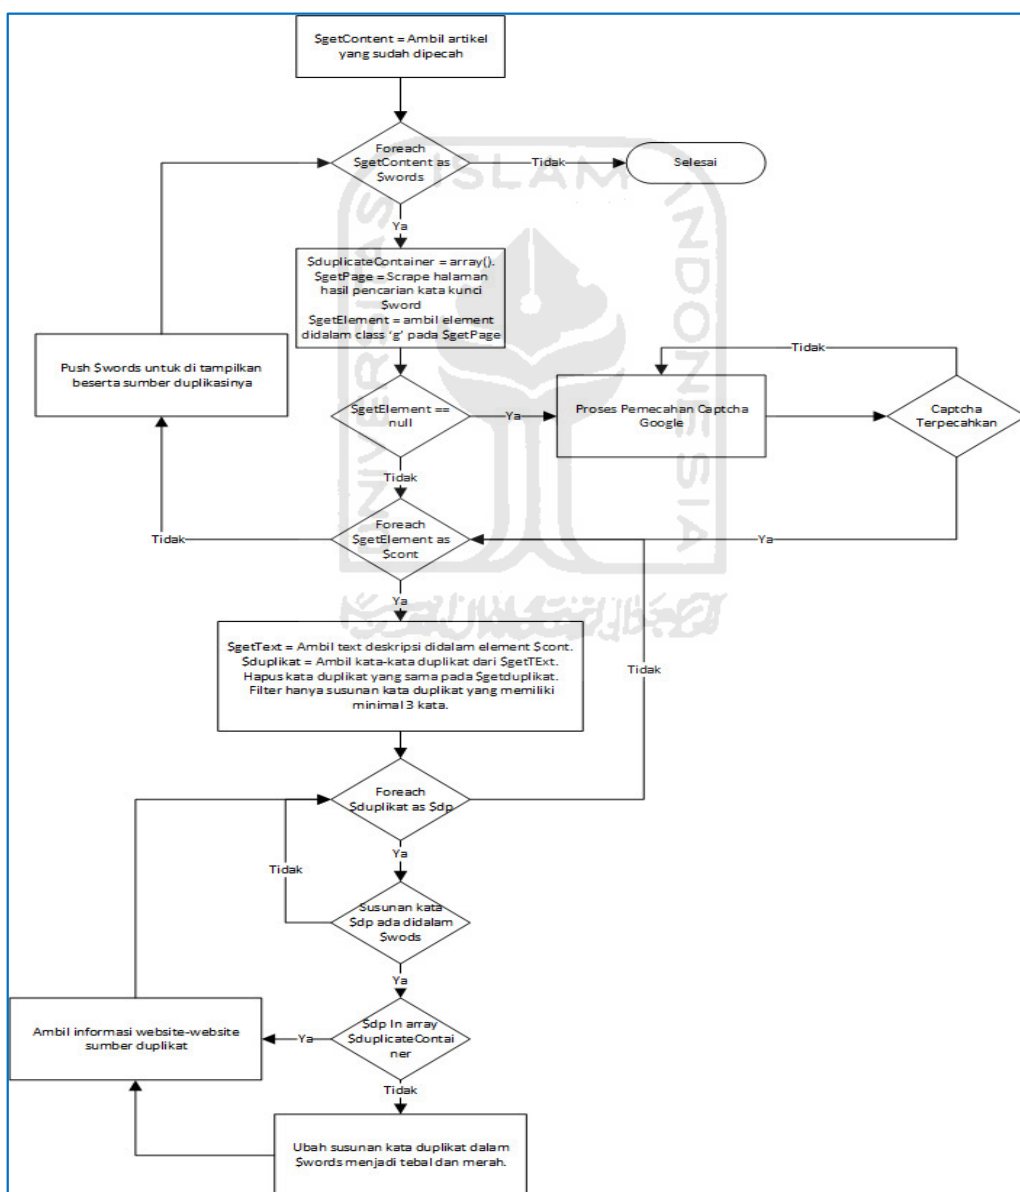 $getContent = Ambil artikel
yang sudah dipecah
Foreach
$getContent as
$words
Tidak
Selesai
Ya
$duplicateContainer = array().
$getPage = Scrape halaman
hasil pencarian kata kunci
$word
$getElement = ambil element
didalam class ‘g’ pada $getPage
Push $words untuk di tampilkan
beserta sumber duplikasinya
Tidak
$getElement ==
null
Ya
Proses Pemecahan Captcha
Google
Captcha
Terpecahkan
Tidak
Foreach
$getElement as
$cont
Tidak
Ya
Ya
$getText = Ambil text deskripsi didalam element $cont.
$duplikat = Ambil kata-kata duplikat dari $getTExt.
Hapus kata duplikat yang sama pada $getduplikat.
Filter hanya susunan kata duplikat yang memiliki
minimal 3 kata.
Tidak
Foreach
$duplikat as $dp
Ya
Tidak
Susunan kata
$dp ada didalam
$wods
Ya
Ambil informasi website-website
sumber duplikat
Ya
$dp In array
$duplicateContai
ner
Tidak
Ubah susunan kata duplikat dalam
$words menjadi tebal dan merah.
UNIVERSITAS
ISLAM
INDONESIA